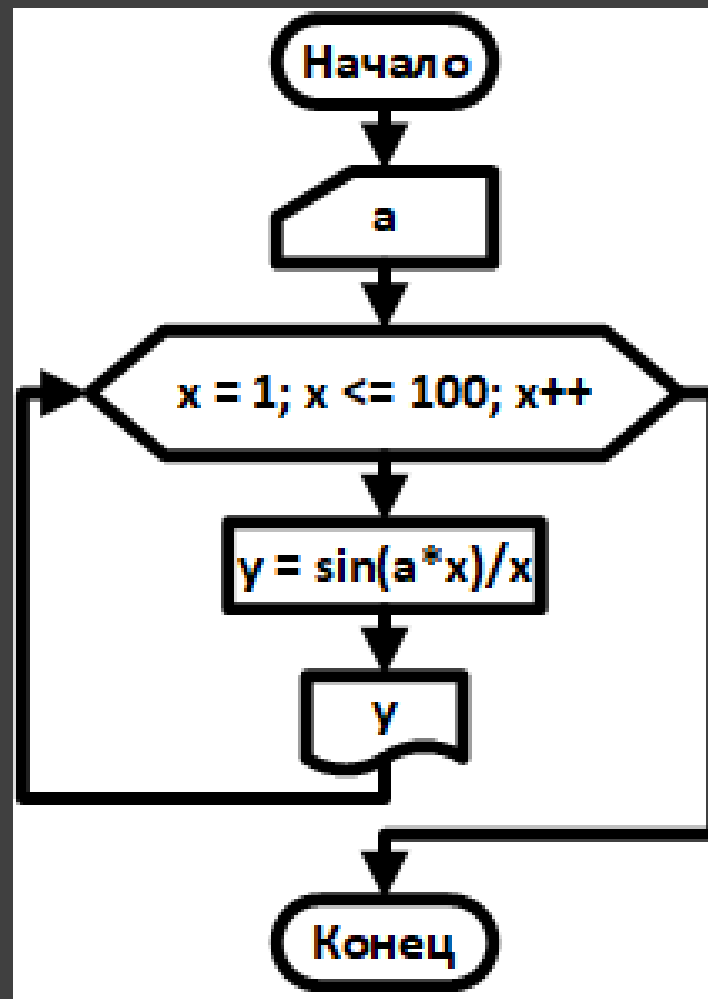 Начало
a
x = 1; x <= 100; x++
y = sin(a*x)/x
y
Конец